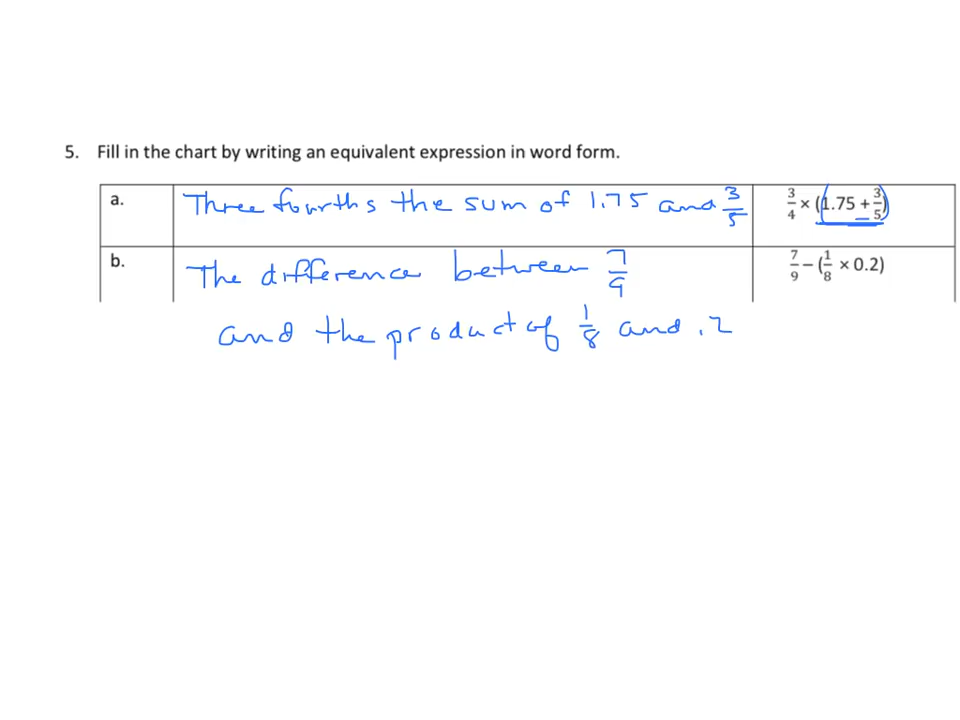 5. Fill in the chart by writing an equivalent expression in word form.
a. Three fourths the sum of 1.75 and 3/5 3/4 × (1.75 + 3/5)
b. The difference between 7/9 7/9 − (1/8 × 0.2)
and the product of 1/8 and .2